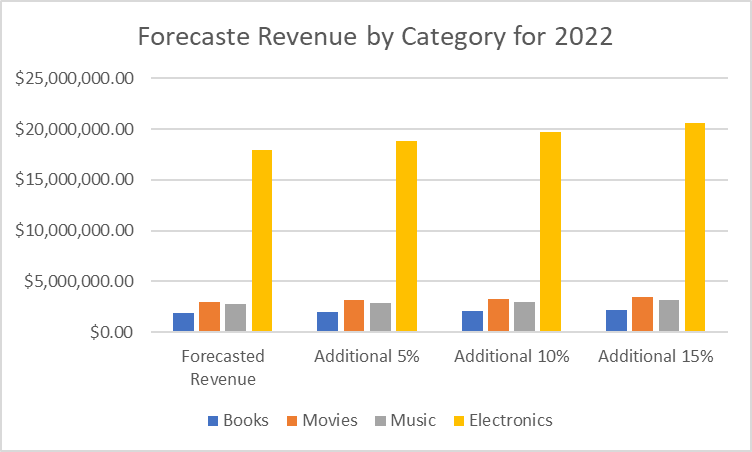 Forecaste Revenue by Category for 2022
$25,000,000.00
$20,000,000.00
$15,000,000.00
$10,000,000.00
$5,000,000.00
$0.00
Forecasted Additional 5% Additional 10% Additional 15%
Revenue
Books Movies Music Electronics